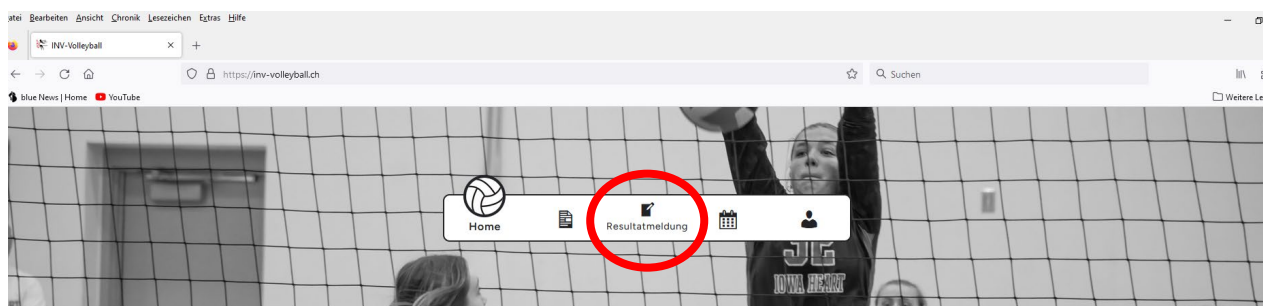 atei Bearbeiten Ansicht Chronik Lesezeichen Extras Hilfe
INV-Volleyball
https://inv-volleyball.ch
Suchen
blue News | Home YouTube
Weitere Le
Home
Resultatmeldung
IOWA HEART